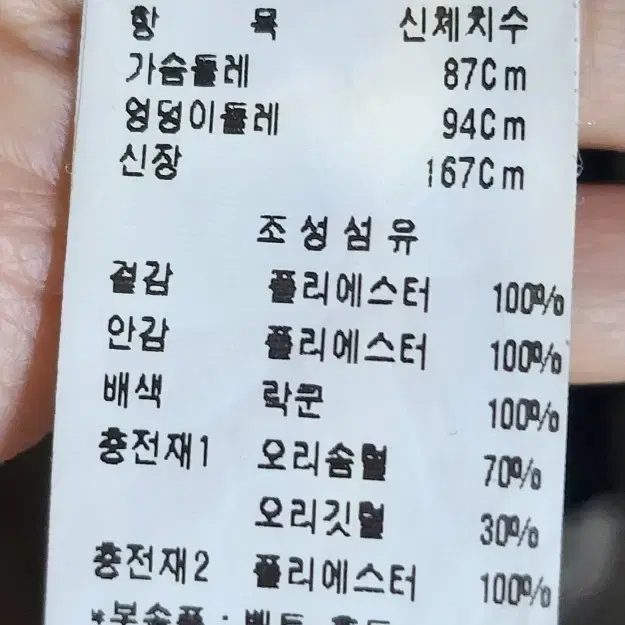 항 목 신체치수
가슴둘레 87Cm
엉덩이둘레 94Cm
신장 167Cm
조성섬유
겉감 폴리에스터 100%
안감 폴리에스터 100%
배색 락쿤 100%
충전재1 오리솜털 70%
오리깃털 30%
충전재2 폴리에스터 100%
*봉솔품 :